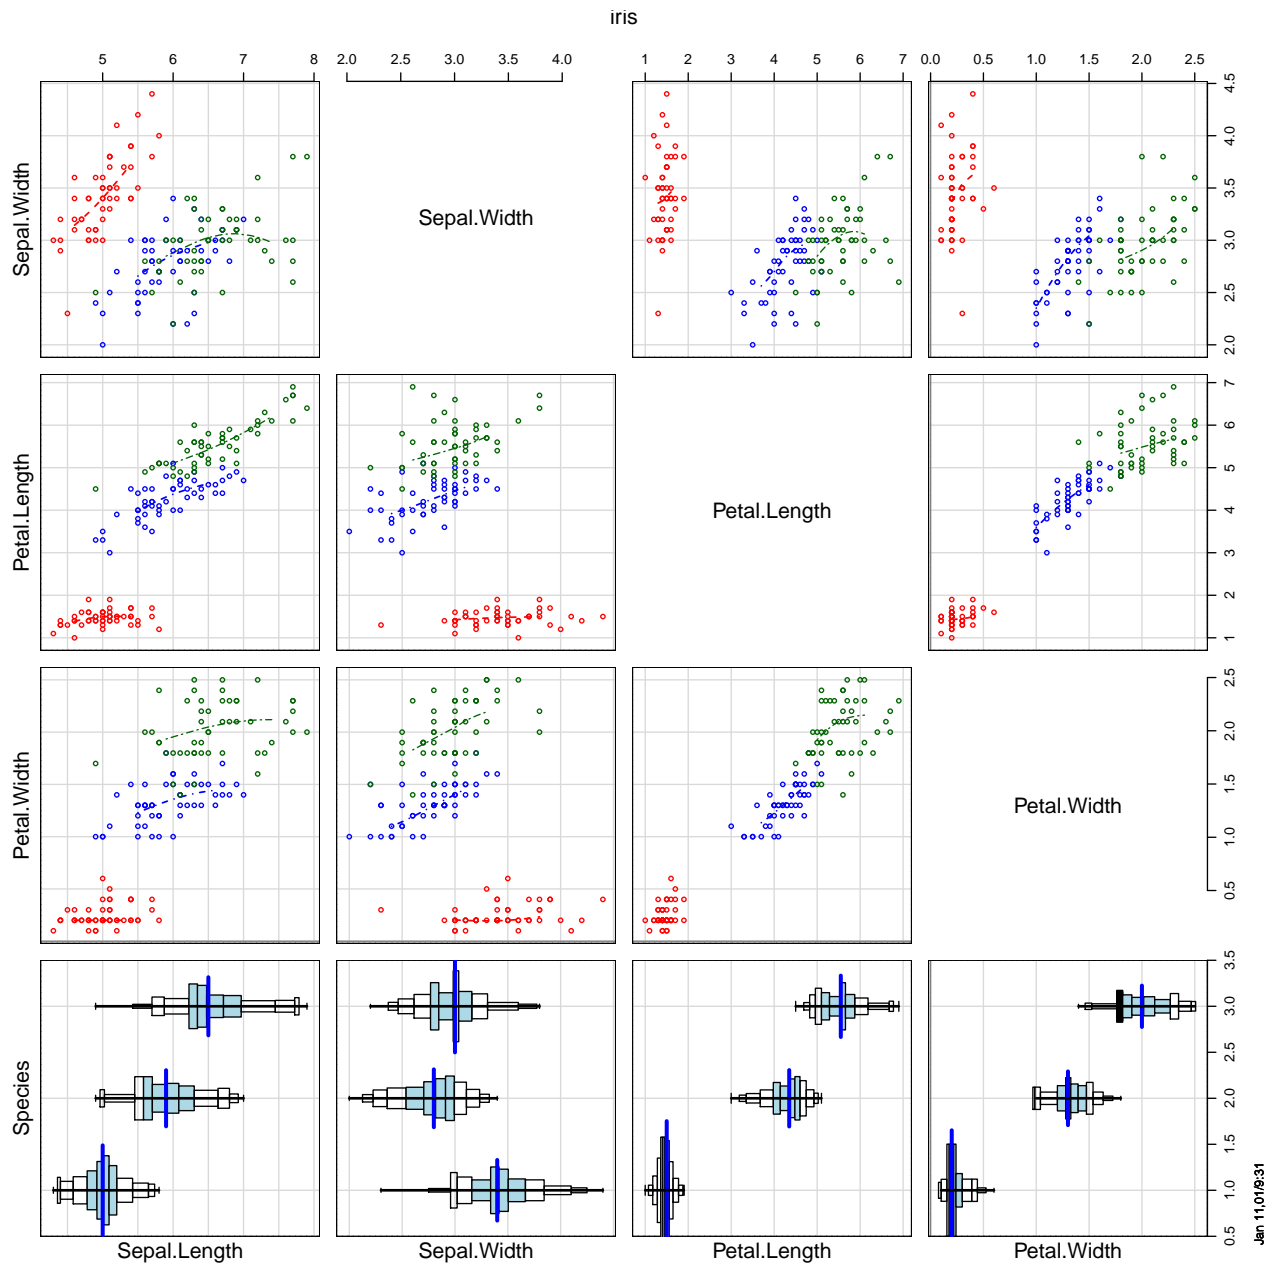 iris
5 6 7 8
2.0 2.5 3.0 4.0
1 2 3 4 5 6 7
0.0 0.5 1.0 1.5 2.0 2.5
Sepal.Width
Sepal.Width
2.0 2.5 3.0 3.5 4.0 4.5
Petal.Length
Petal.Length
1 2 3 4 5 6 7
Petal.Width
Petal.Width
0.5 1.0 1.5 2.0 2.5
Species
0.5 1.0 1.5 2.0 2.5 3.0 3.5
Sepal.Length
Sepal.Width
Petal.Length
Petal.Width
Jan 11,01/9:31